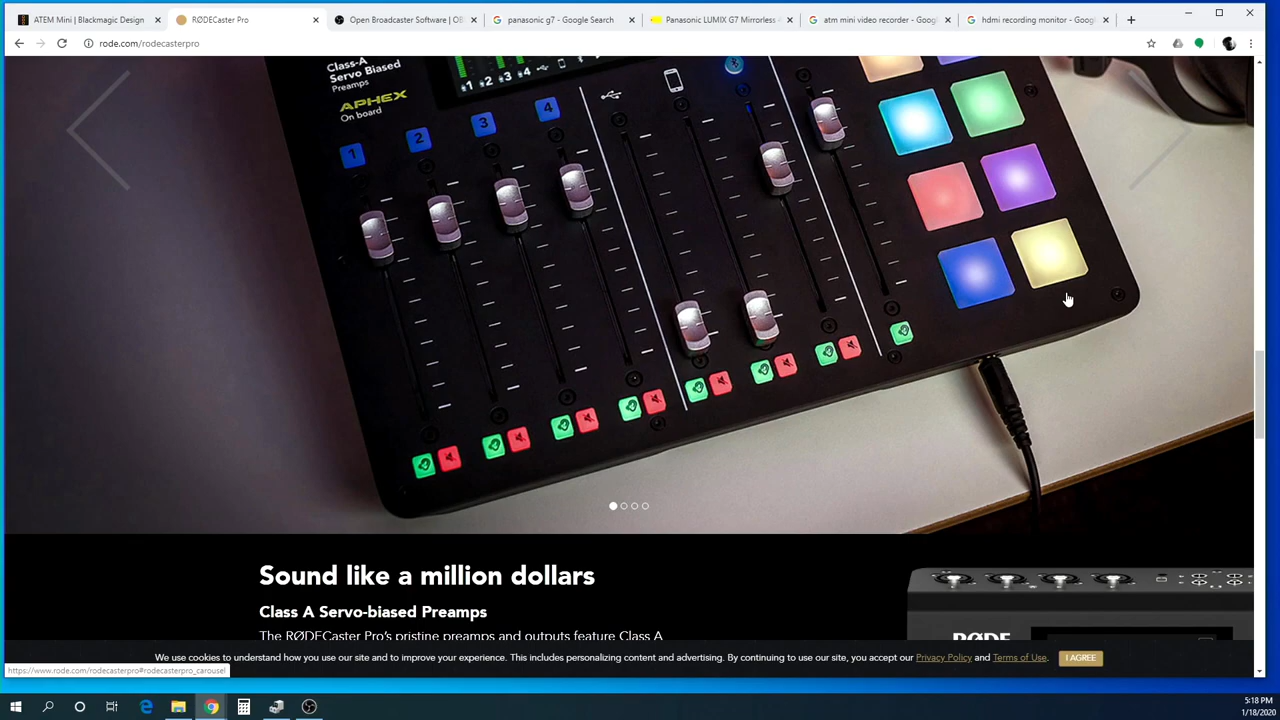 ATEM Mini | Blackmagic Design
RØDECaster Pro
Open Broadcaster Software | OB
panasonic g7 - Google Search
Panasonic LUMIX G7 Mirrorless
atm mini video recorder - Goog
hdmi recording monitor - Goog
rode.com/rodecasterpro
Class-A
Servo Biased
Preamps
APHEX
On board
1 2 3 4
1 2 3 4
Sound like a million dollars
Class A Servo-biased Preamps
The RØDECaster Pro's pristine preamps and outputs feature Class A
RØDE
We use cookies to understand how you use our site and to improve your experience. This includes personalizing content and advertising. By continuing to use our site, you accept our Privacy Policy and Terms of Use.
I AGREE
https://www.rode.com/rodecasterpro#rodecasterpro_carousel
5:18 PM
1/18/2020